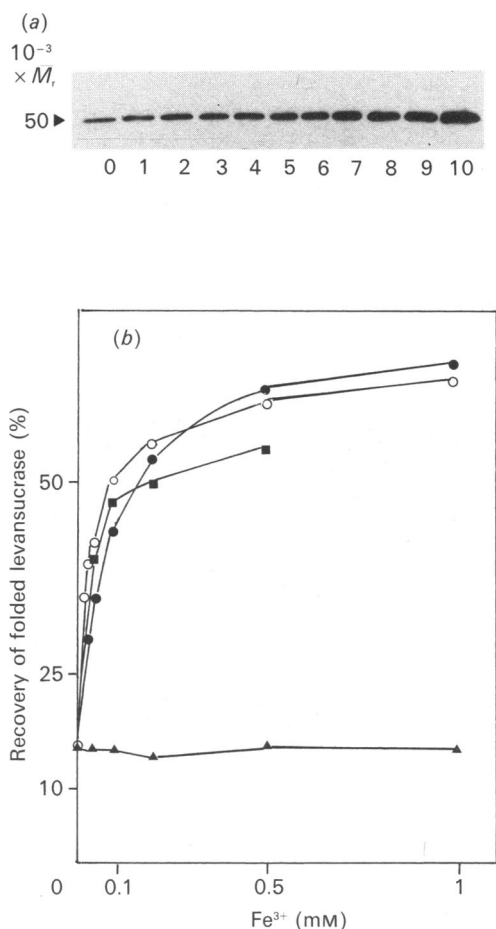 (a)
10⁻³
× Mᵣ
50
0 1 2 3 4 5 6 7 8 9 10
(b)
Recovery of folded levansucrase (%)
50
25
10
0 0.1 0.5 1
Fe³⁺ (mM)